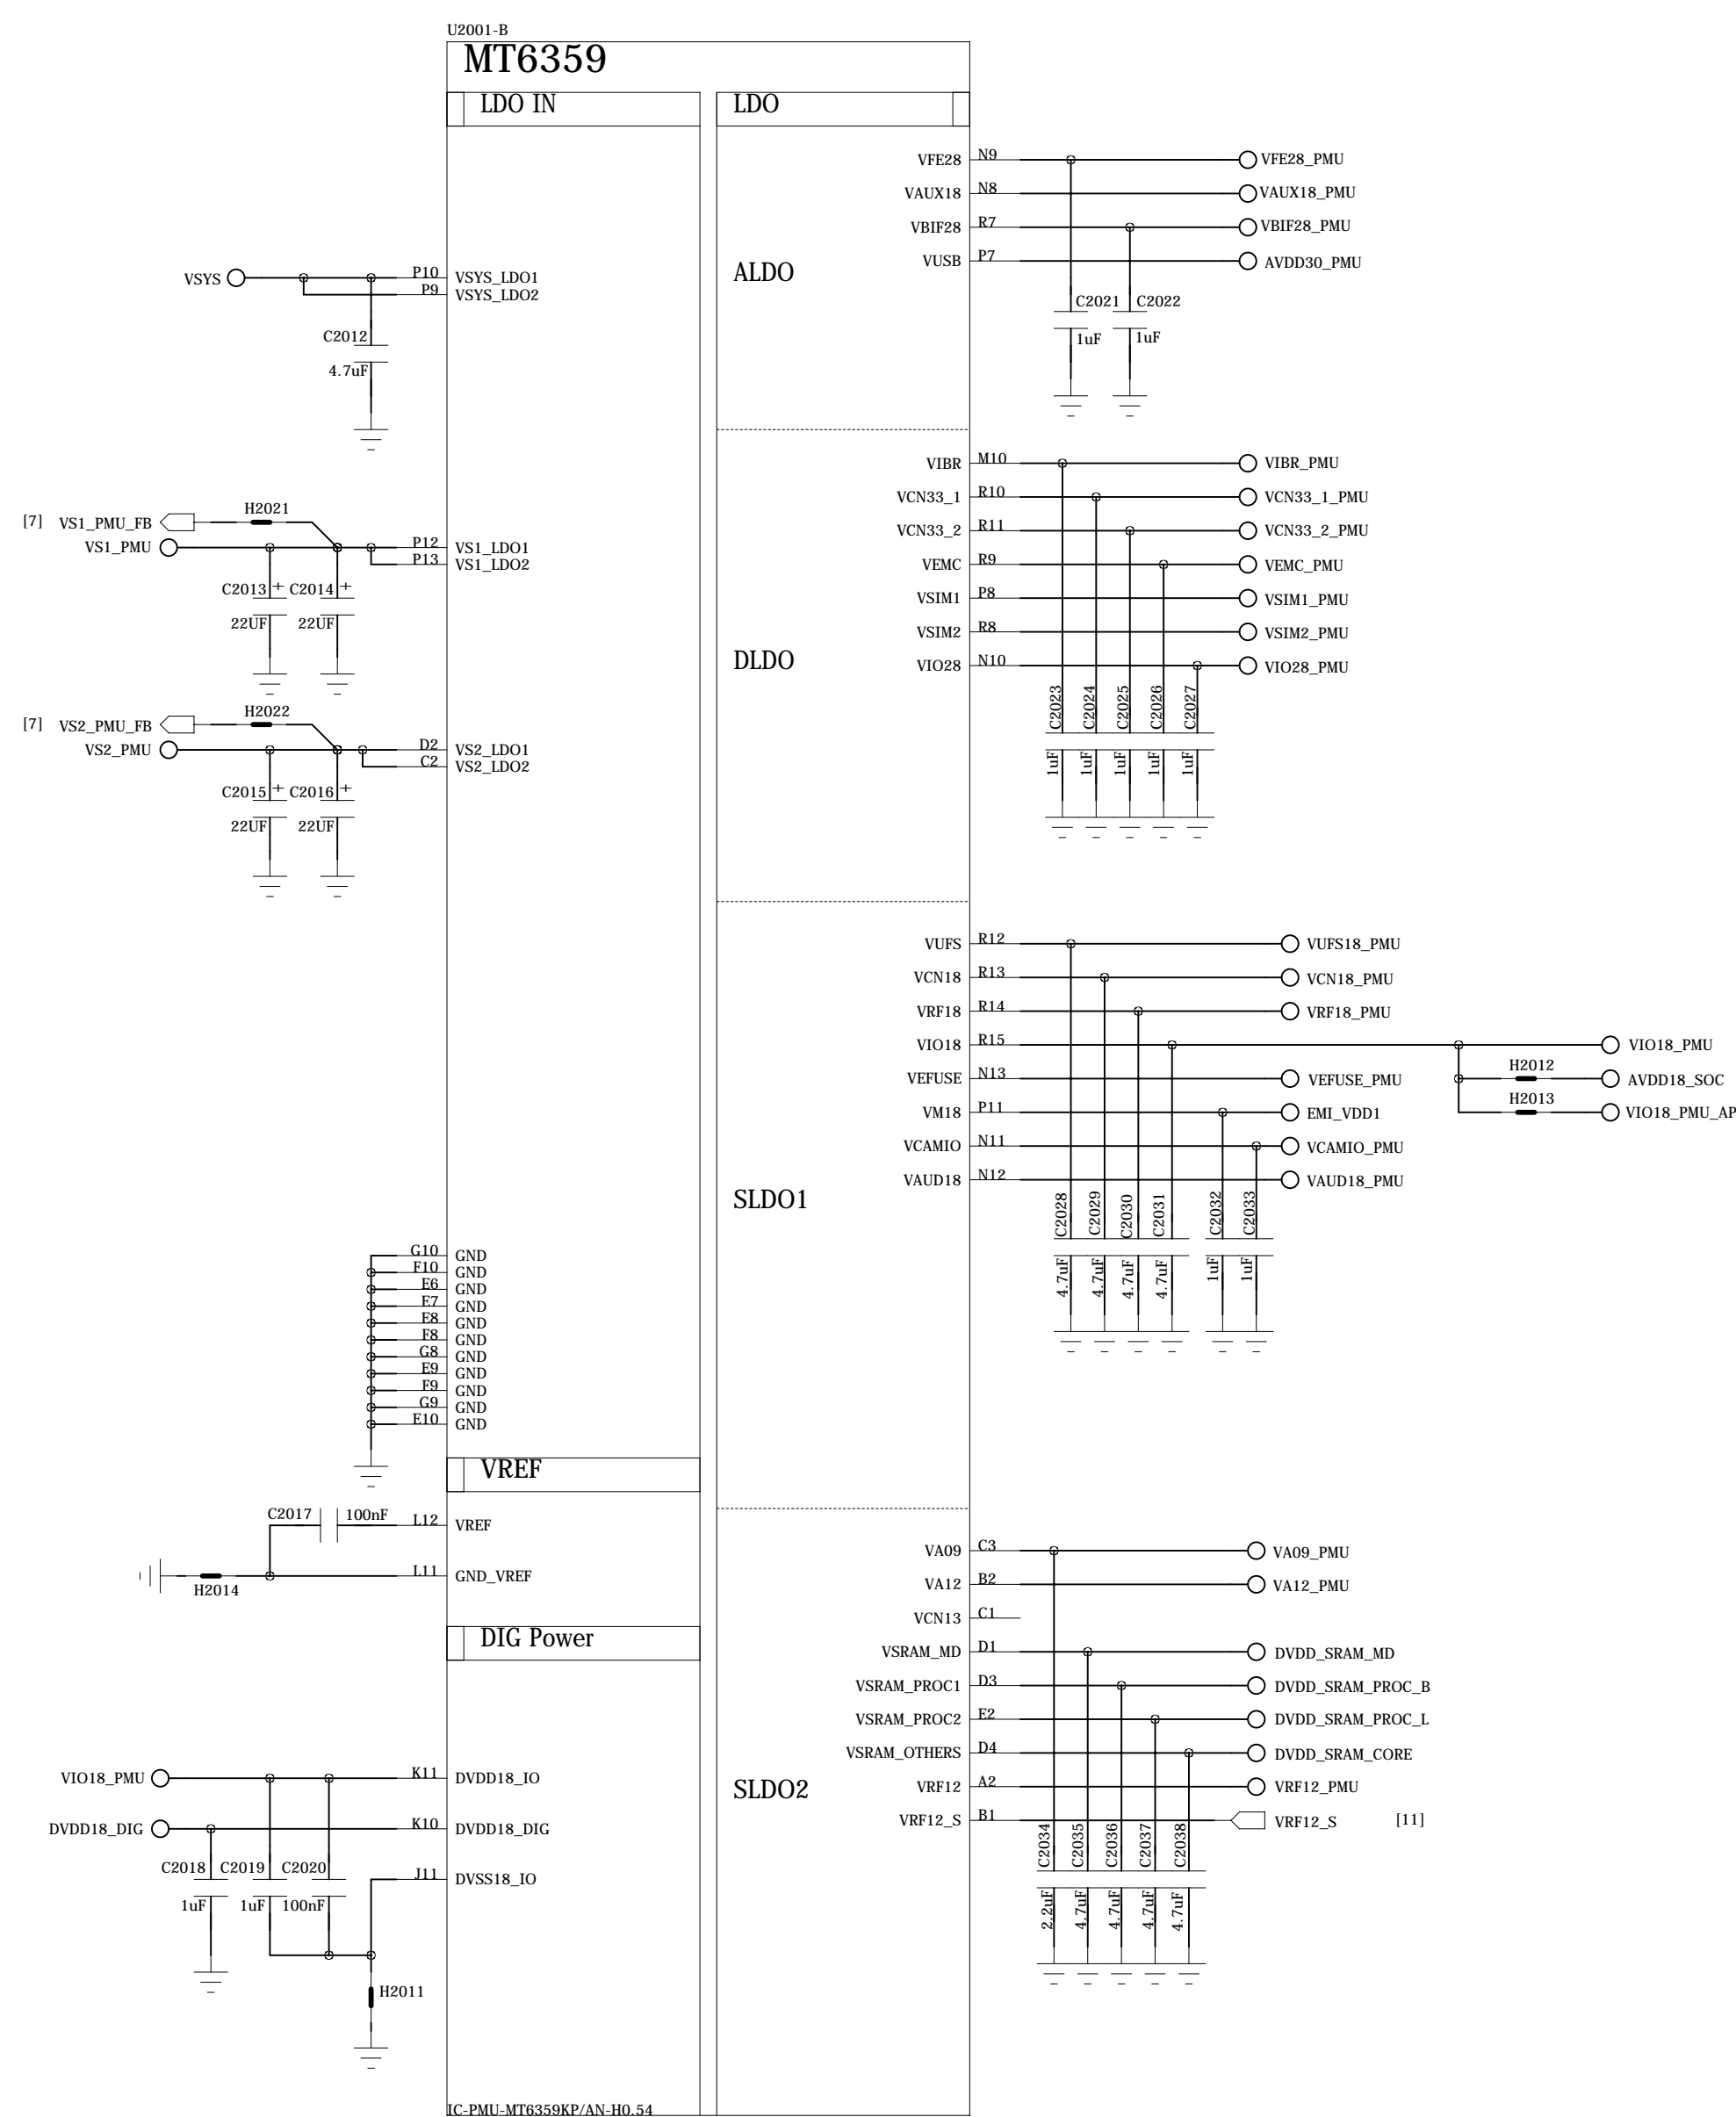 U2001-B
MT6359
LDO IN
LDO
VFE28 N9 VFE28_PMU
VAUX18 N8 VAUX18_PMU
VBIF28 R7 VBIF28_PMU
VUSB P7 AVDD30_PMU
ALDO
VSYS P10 VSYS_LDO1
P9 VSYS_LDO2
C2012
4.7uF
C2021 C2022
1uF 1uF
VIBR M10 VIBR_PMU
VCN33_1 R10 VCN33_1_PMU
VCN33_2 R11 VCN33_2_PMU
VEMC R9 VEMC_PMU
VSIM1 P8 VSIM1_PMU
VSIM2 R8 VSIM2_PMU
VIO28 N10 VIO28_PMU
DLDO
H2021
[7] VS1_PMU_FB
VS1_PMU P12 VS1_LDO1
P13 VS1_LDO2
C2013 + C2014 +
22UF 22UF
H2022
[7] VS2_PMU_FB
VS2_PMU D2 VS2_LDO1
C2 VS2_LDO2
C2015 + C2016 +
22UF 22UF
C2023 C2024 C2025 C2026 C2027
1uF 1uF 1uF 1uF 1uF
VUFS R12 VUFS18_PMU
VCN18 R13 VCN18_PMU
VRF18 R14 VRF18_PMU
VIO18 R15 VIO18_PMU
H2012 AVDD18_SOC
VEFUSE N13 VEFUSE_PMU
H2013 VIO18_PMU_AP
VM18 P11 EMI_VDD1
VCAMIO N11 VCAMIO_PMU
VAUD18 N12 VAUD18_PMU
SLDO1
C2028 C2029 C2030 C2031 C2032 C2033
4.7uF 4.7uF 4.7uF 4.7uF 1uF 1uF
G10 GND
F10 GND
E6 GND
E7 GND
E8 GND
F8 GND
G8 GND
E9 GND
F9 GND
G9 GND
E10 GND
VREF
C2017 100nF L12 VREF
L11 GND_VREF
H2014
DIG Power
VA09 C3 VA09_PMU
VA12 B2 VA12_PMU
VCN13 C1
VSRAM_MD D1 DVDD_SRAM_MD
VSRAM_PROC1 D3 DVDD_SRAM_PROC_B
VSRAM_PROC2 E2 DVDD_SRAM_PROC_L
VSRAM_OTHERS D4 DVDD_SRAM_CORE
VRF12 A2 VRF12_PMU
VRF12_S B1 VRF12_S [11]
SLDO2
C2034 C2035 C2036 C2037 C2038
2.2uF 4.7uF 4.7uF 4.7uF 4.7uF
VIO18_PMU K11 DVDD18_IO
DVDD18_DIG K10 DVDD18_DIG
C2018 C2019 C2020
1uF 1uF 100nF
J11 DVSS18_IO
H2011
IC-PMU-MT6359KP/AN-H0.54